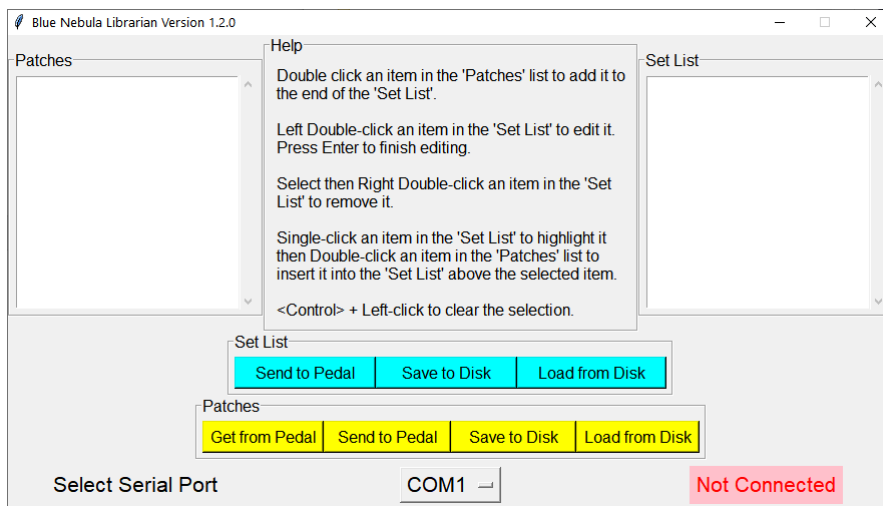 Blue Nebula Librarian Version 1.2.0
Patches
Help
Double click an item in the 'Patches' list to add it to
the end of the 'Set List'.
Left Double-click an item in the 'Set List' to edit it.
Press Enter to finish editing.
Select then Right Double-click an item in the 'Set
List' to remove it.
Single-click an item in the 'Set List' to highlight it
then Double-click an item in the 'Patches' list to
insert it into the 'Set List' above the selected item.
<Control> + Left-click to clear the selection.
Set List
Set List
Send to Pedal Save to Disk Load from Disk
Patches
Get from Pedal Send to Pedal Save to Disk Load from Disk
Select Serial Port COM1 Not Connected